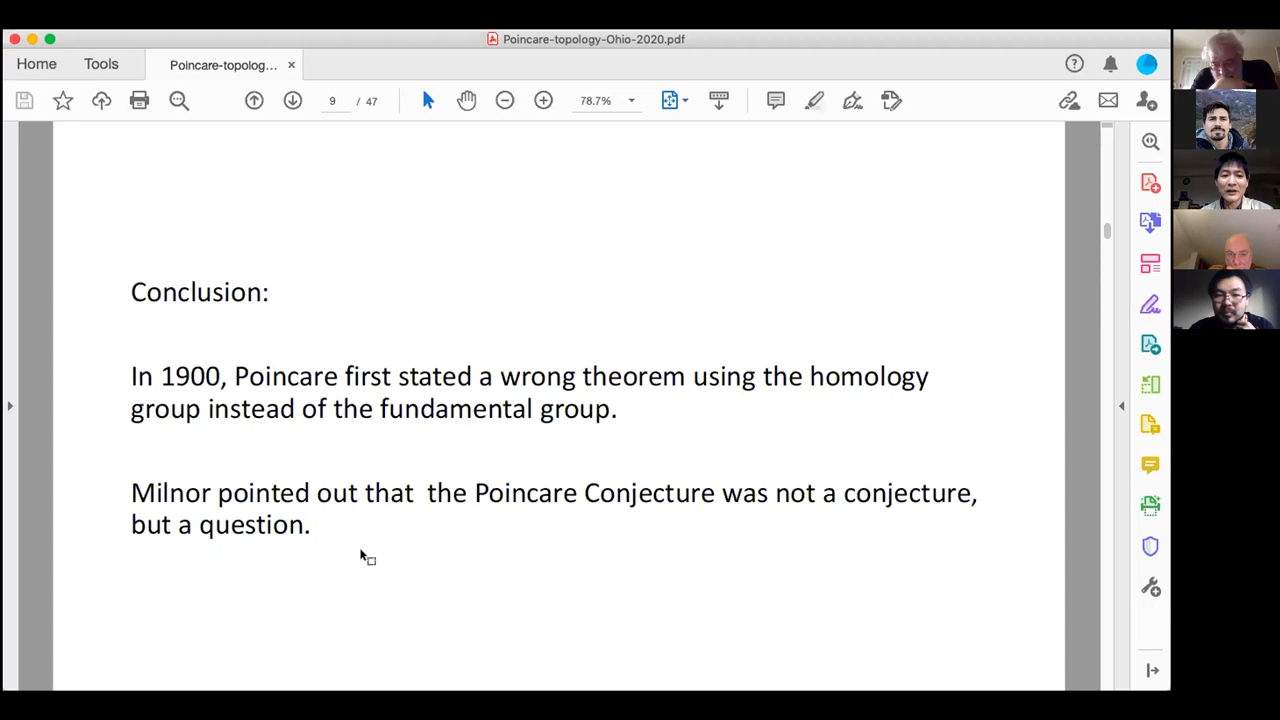 Poincare-topology-Ohio-2020.pdf
Home Tools Poincare-topolog... ×
9 / 47 78.7%
Conclusion:
In 1900, Poincare first stated a wrong theorem using the homology
group instead of the fundamental group.
Milnor pointed out that the Poincare Conjecture was not a conjecture,
but a question.